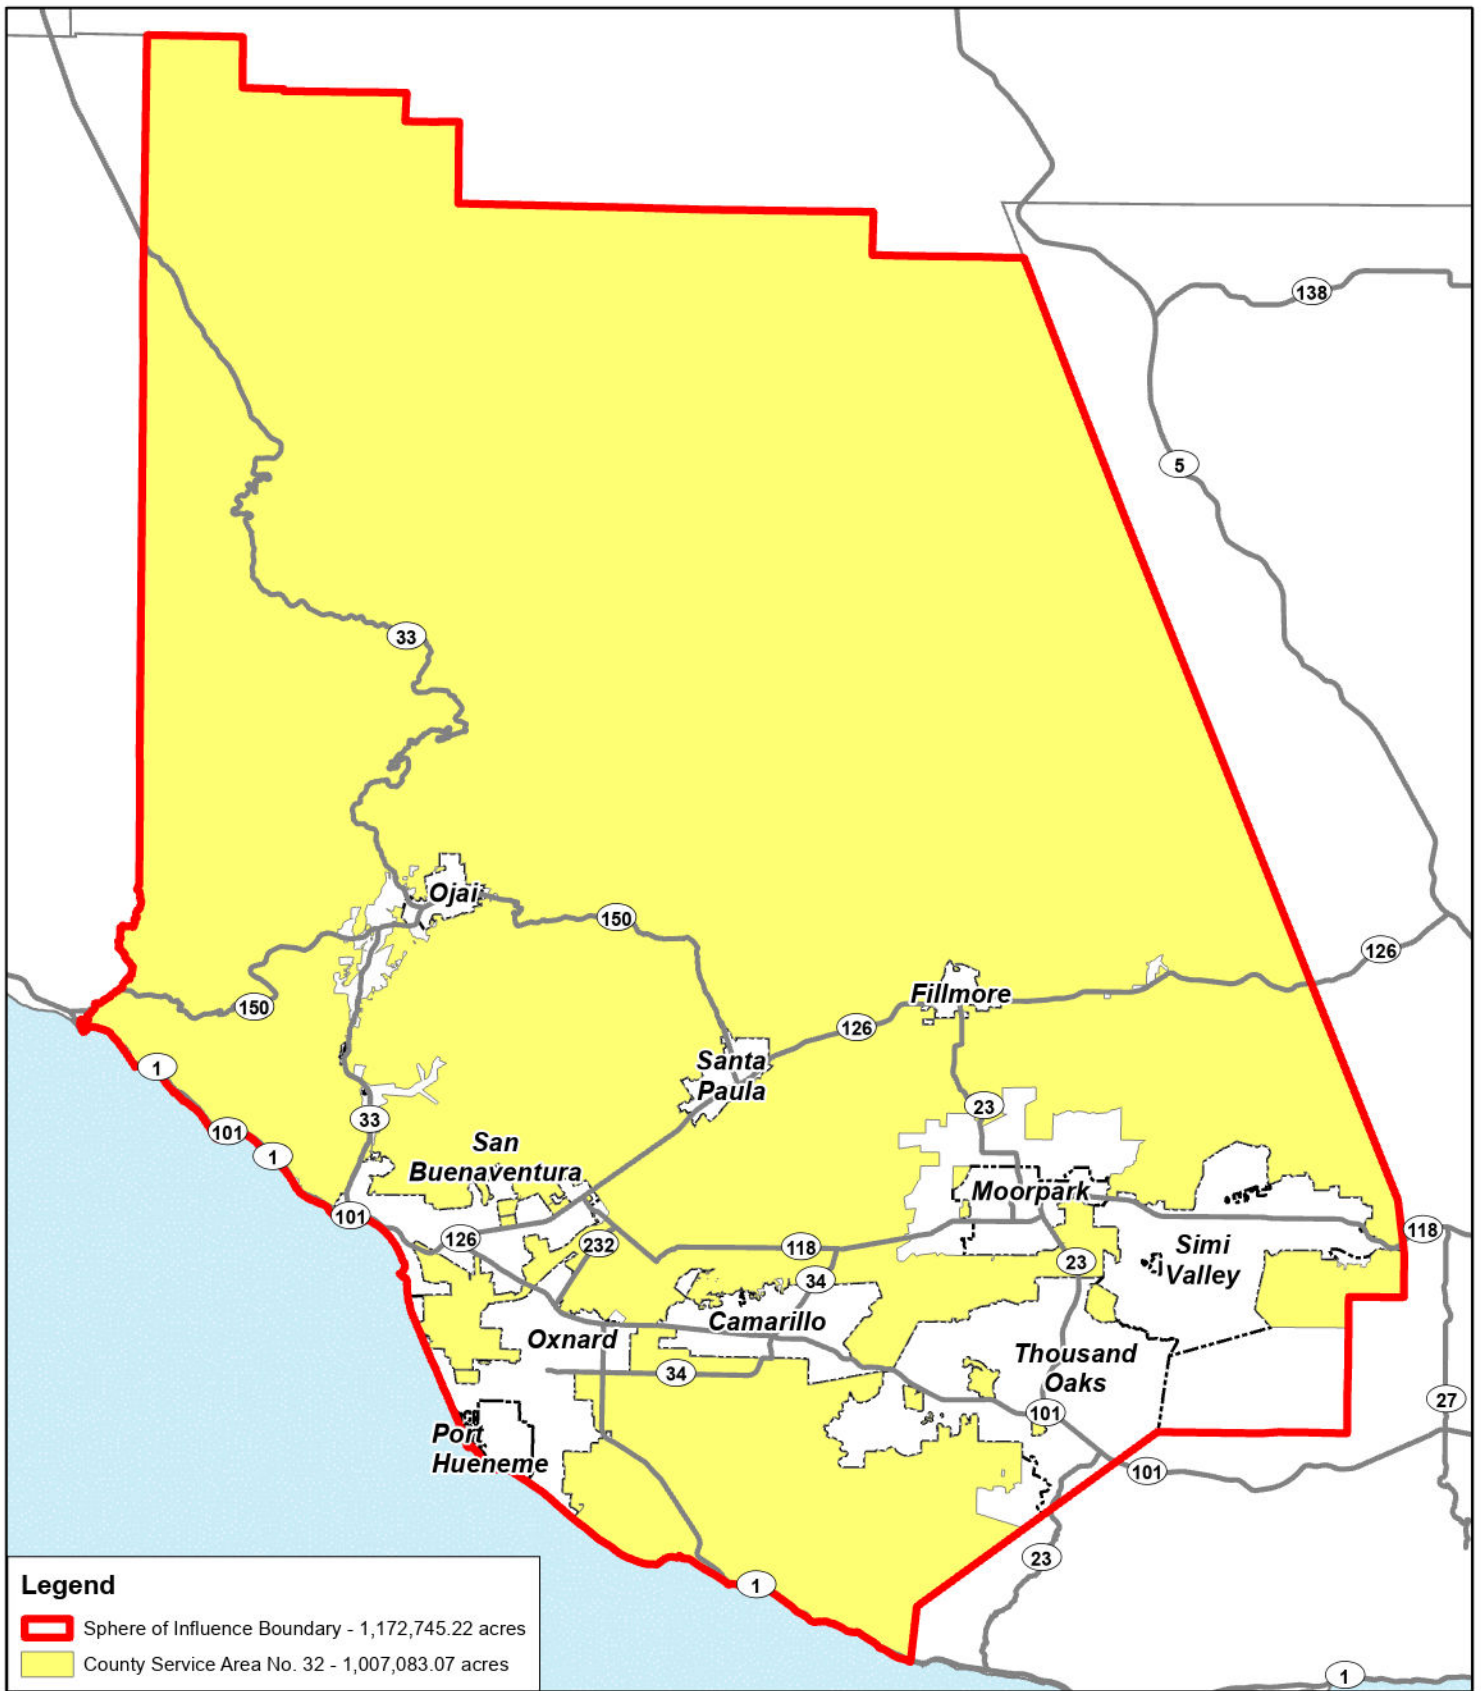 138
5
33
Ojai
150
126
150
Fillmore
126
Santa
Paula
1
23
33
101
San
Buenaventura
1
Moorpark
101
118
126
232
118
Simi
Valley
23
34
Camarillo
Oxnard
Thousand
Oaks
34
27
101
Port
Hueneme
101
23
1
Legend
Sphere of Influence Boundary - 1,172,745.22 acres
County Service Area No. 32 - 1,007,083.07 acres
1